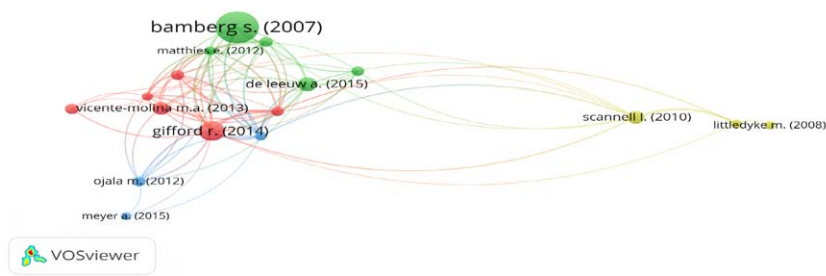 bamberg s. (2007)
matthies e. (2012)
de leeuw a. (2015)
vicente-molina m.a. (2013)
gifford r. (2014)
scannell l. (2010)
littledyke m. (2008)
ojala m. (2012)
meyer a. (2015)
VOSviewer